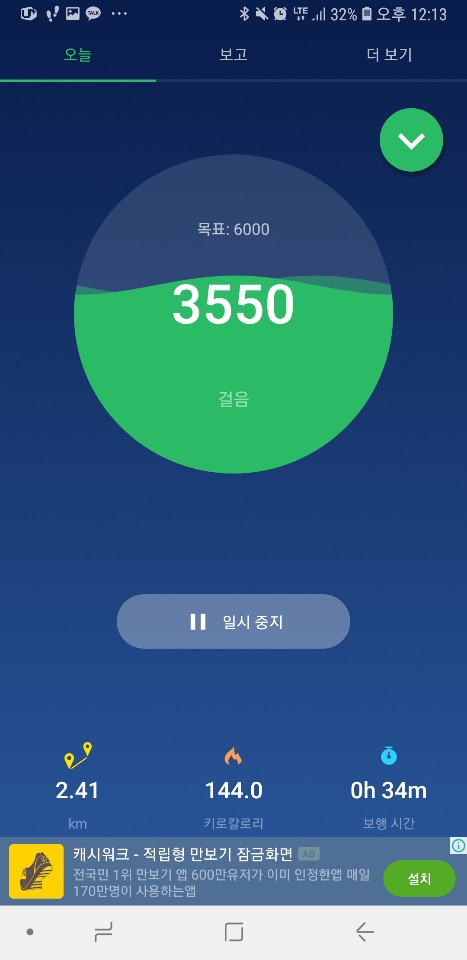 TALK LTE 32% 오후 12:13
오늘 보고 더 보기
목표: 6000
3550
걸음
일시 중지
2.41 144.0 0h 34m
km 키로칼로리 보행 시간
캐시워크 - 적립형 만보기 잠금화면 AD
전국민 1위 만보기 앱 600만유저가 이미 인정한앱 매일
170만명이 사용하는앱
설치